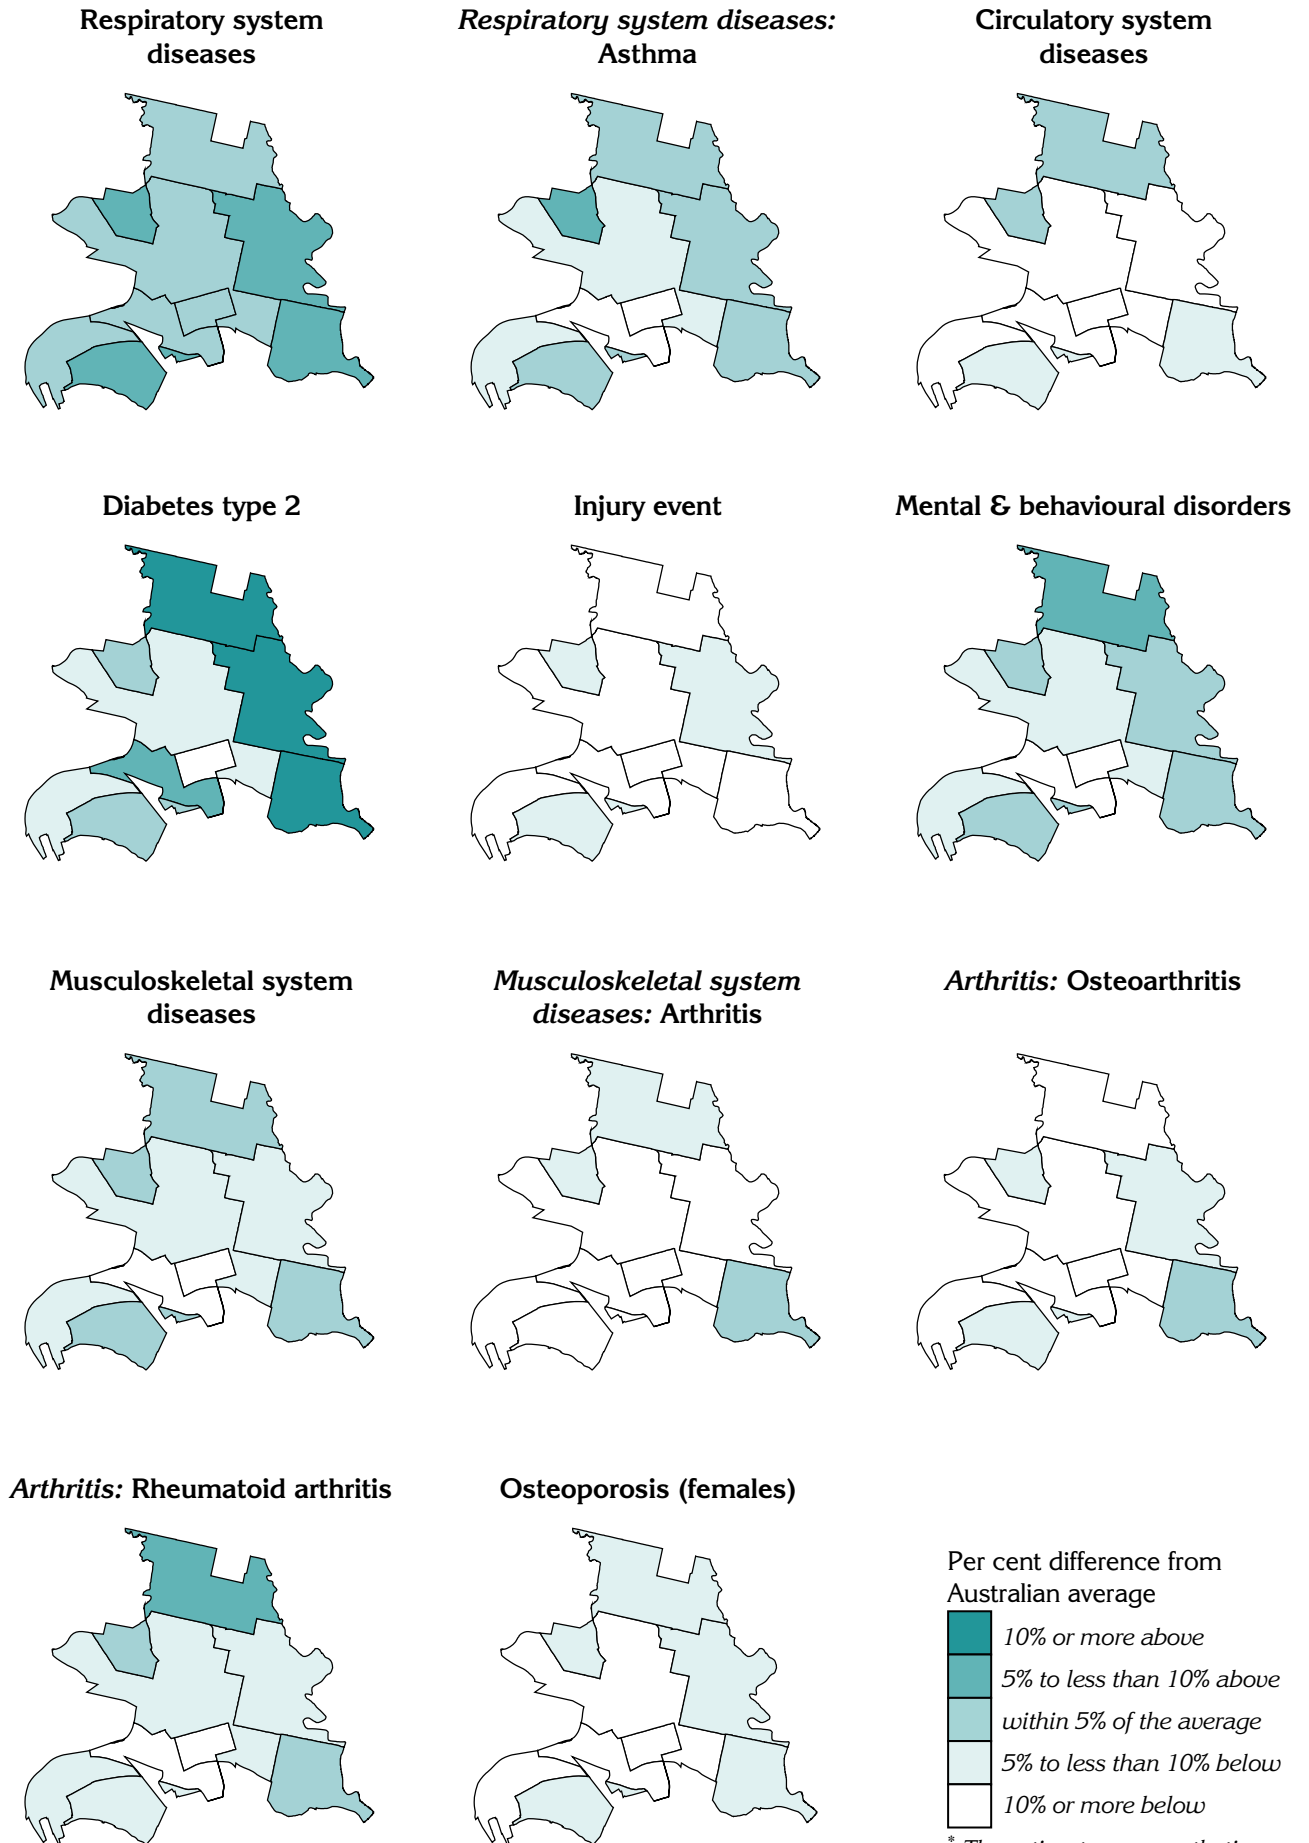 Respiratory system
diseases
Respiratory system diseases:
Asthma
Circulatory system
diseases
Diabetes type 2
Injury event
Mental & behavioural disorders
Musculoskeletal system
diseases
Musculoskeletal system
diseases: Arthritis
Arthritis: Osteoarthritis
Arthritis: Rheumatoid arthritis
Osteoporosis (females)
Per cent difference from
Australian average
10% or more above
5% to less than 10% above
within 5% of the average
5% to less than 10% below
10% or more below